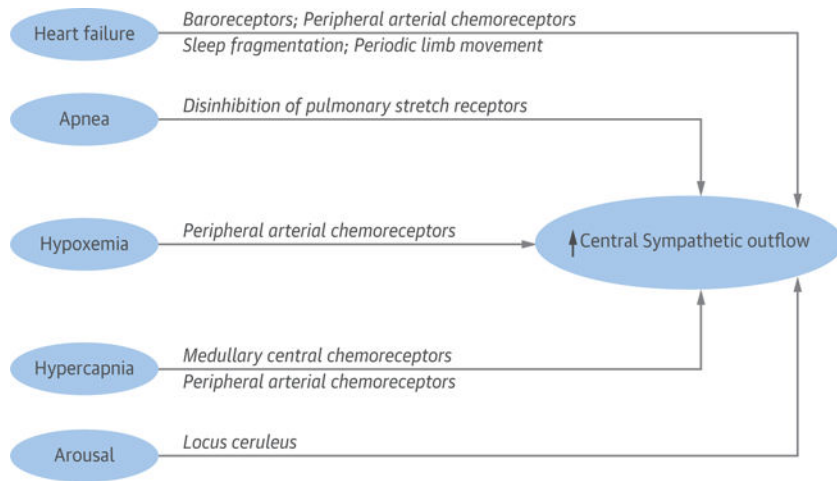 Heart failure
Baroreceptors; Peripheral arterial chemoreceptors
Sleep fragmentation; Periodic limb movement
Apnea
Disinhibition of pulmonary stretch receptors
Hypoxemia
Peripheral arterial chemoreceptors
↑Central Sympathetic outflow
Hypercapnia
Medullary central chemoreceptors
Peripheral arterial chemoreceptors
Arousal
Locus ceruleus